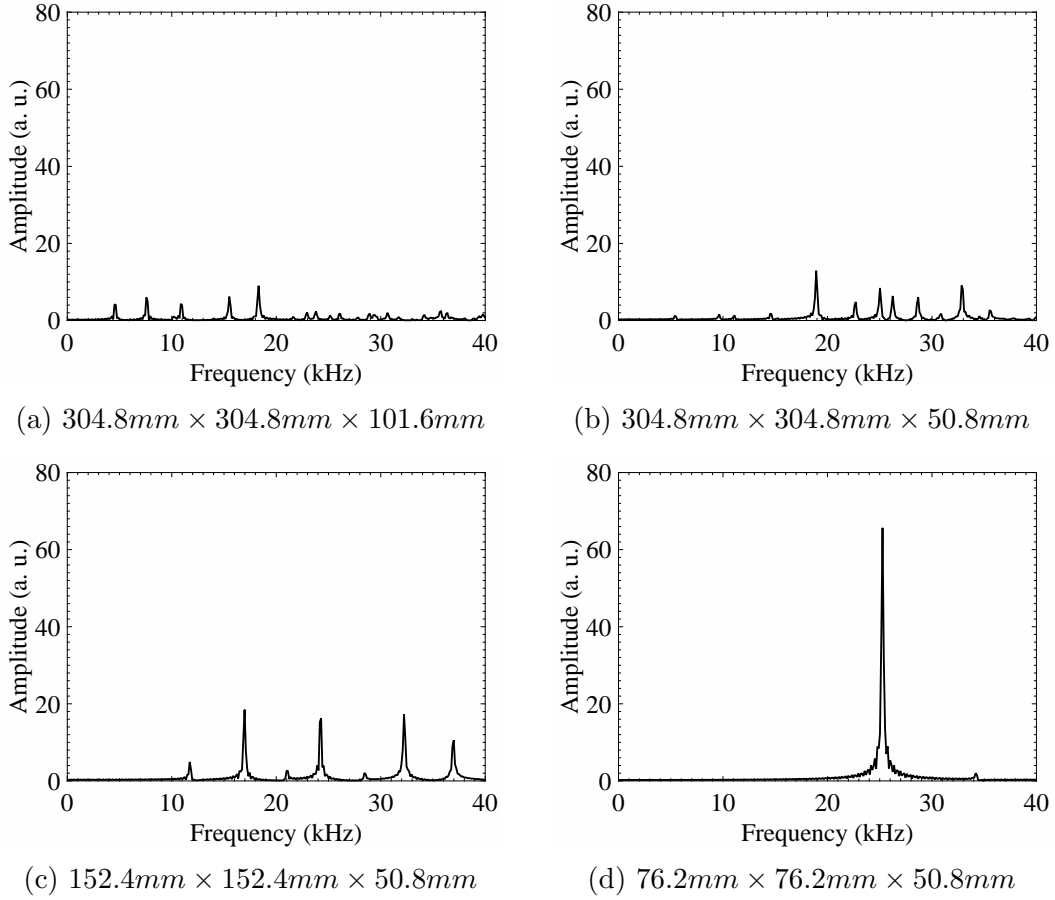 80
60
40
20
0
Amplitude (a. u.)
0 10 20 30 40
Frequency (kHz)
(a) 304.8mm × 304.8mm × 101.6mm
80
60
40
20
0
Amplitude (a. u.)
0 10 20 30 40
Frequency (kHz)
(b) 304.8mm × 304.8mm × 50.8mm
80
60
40
20
0
Amplitude (a. u.)
0 10 20 30 40
Frequency (kHz)
(c) 152.4mm × 152.4mm × 50.8mm
80
60
40
20
0
Amplitude (a. u.)
0 10 20 30 40
Frequency (kHz)
(d) 76.2mm × 76.2mm × 50.8mm